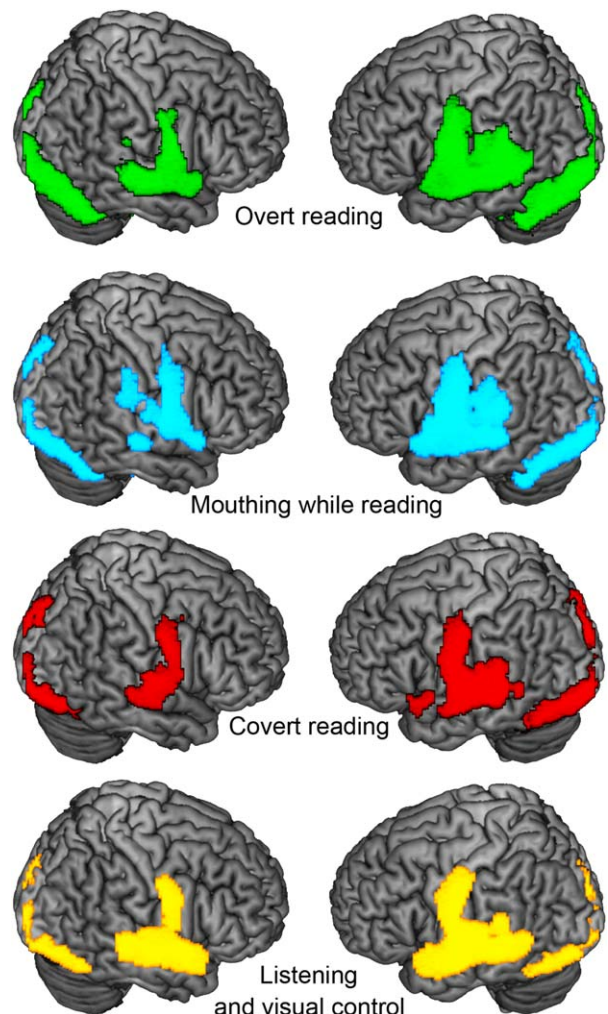 Overt reading
Mouthing while reading
Covert reading
Listening
and visual control